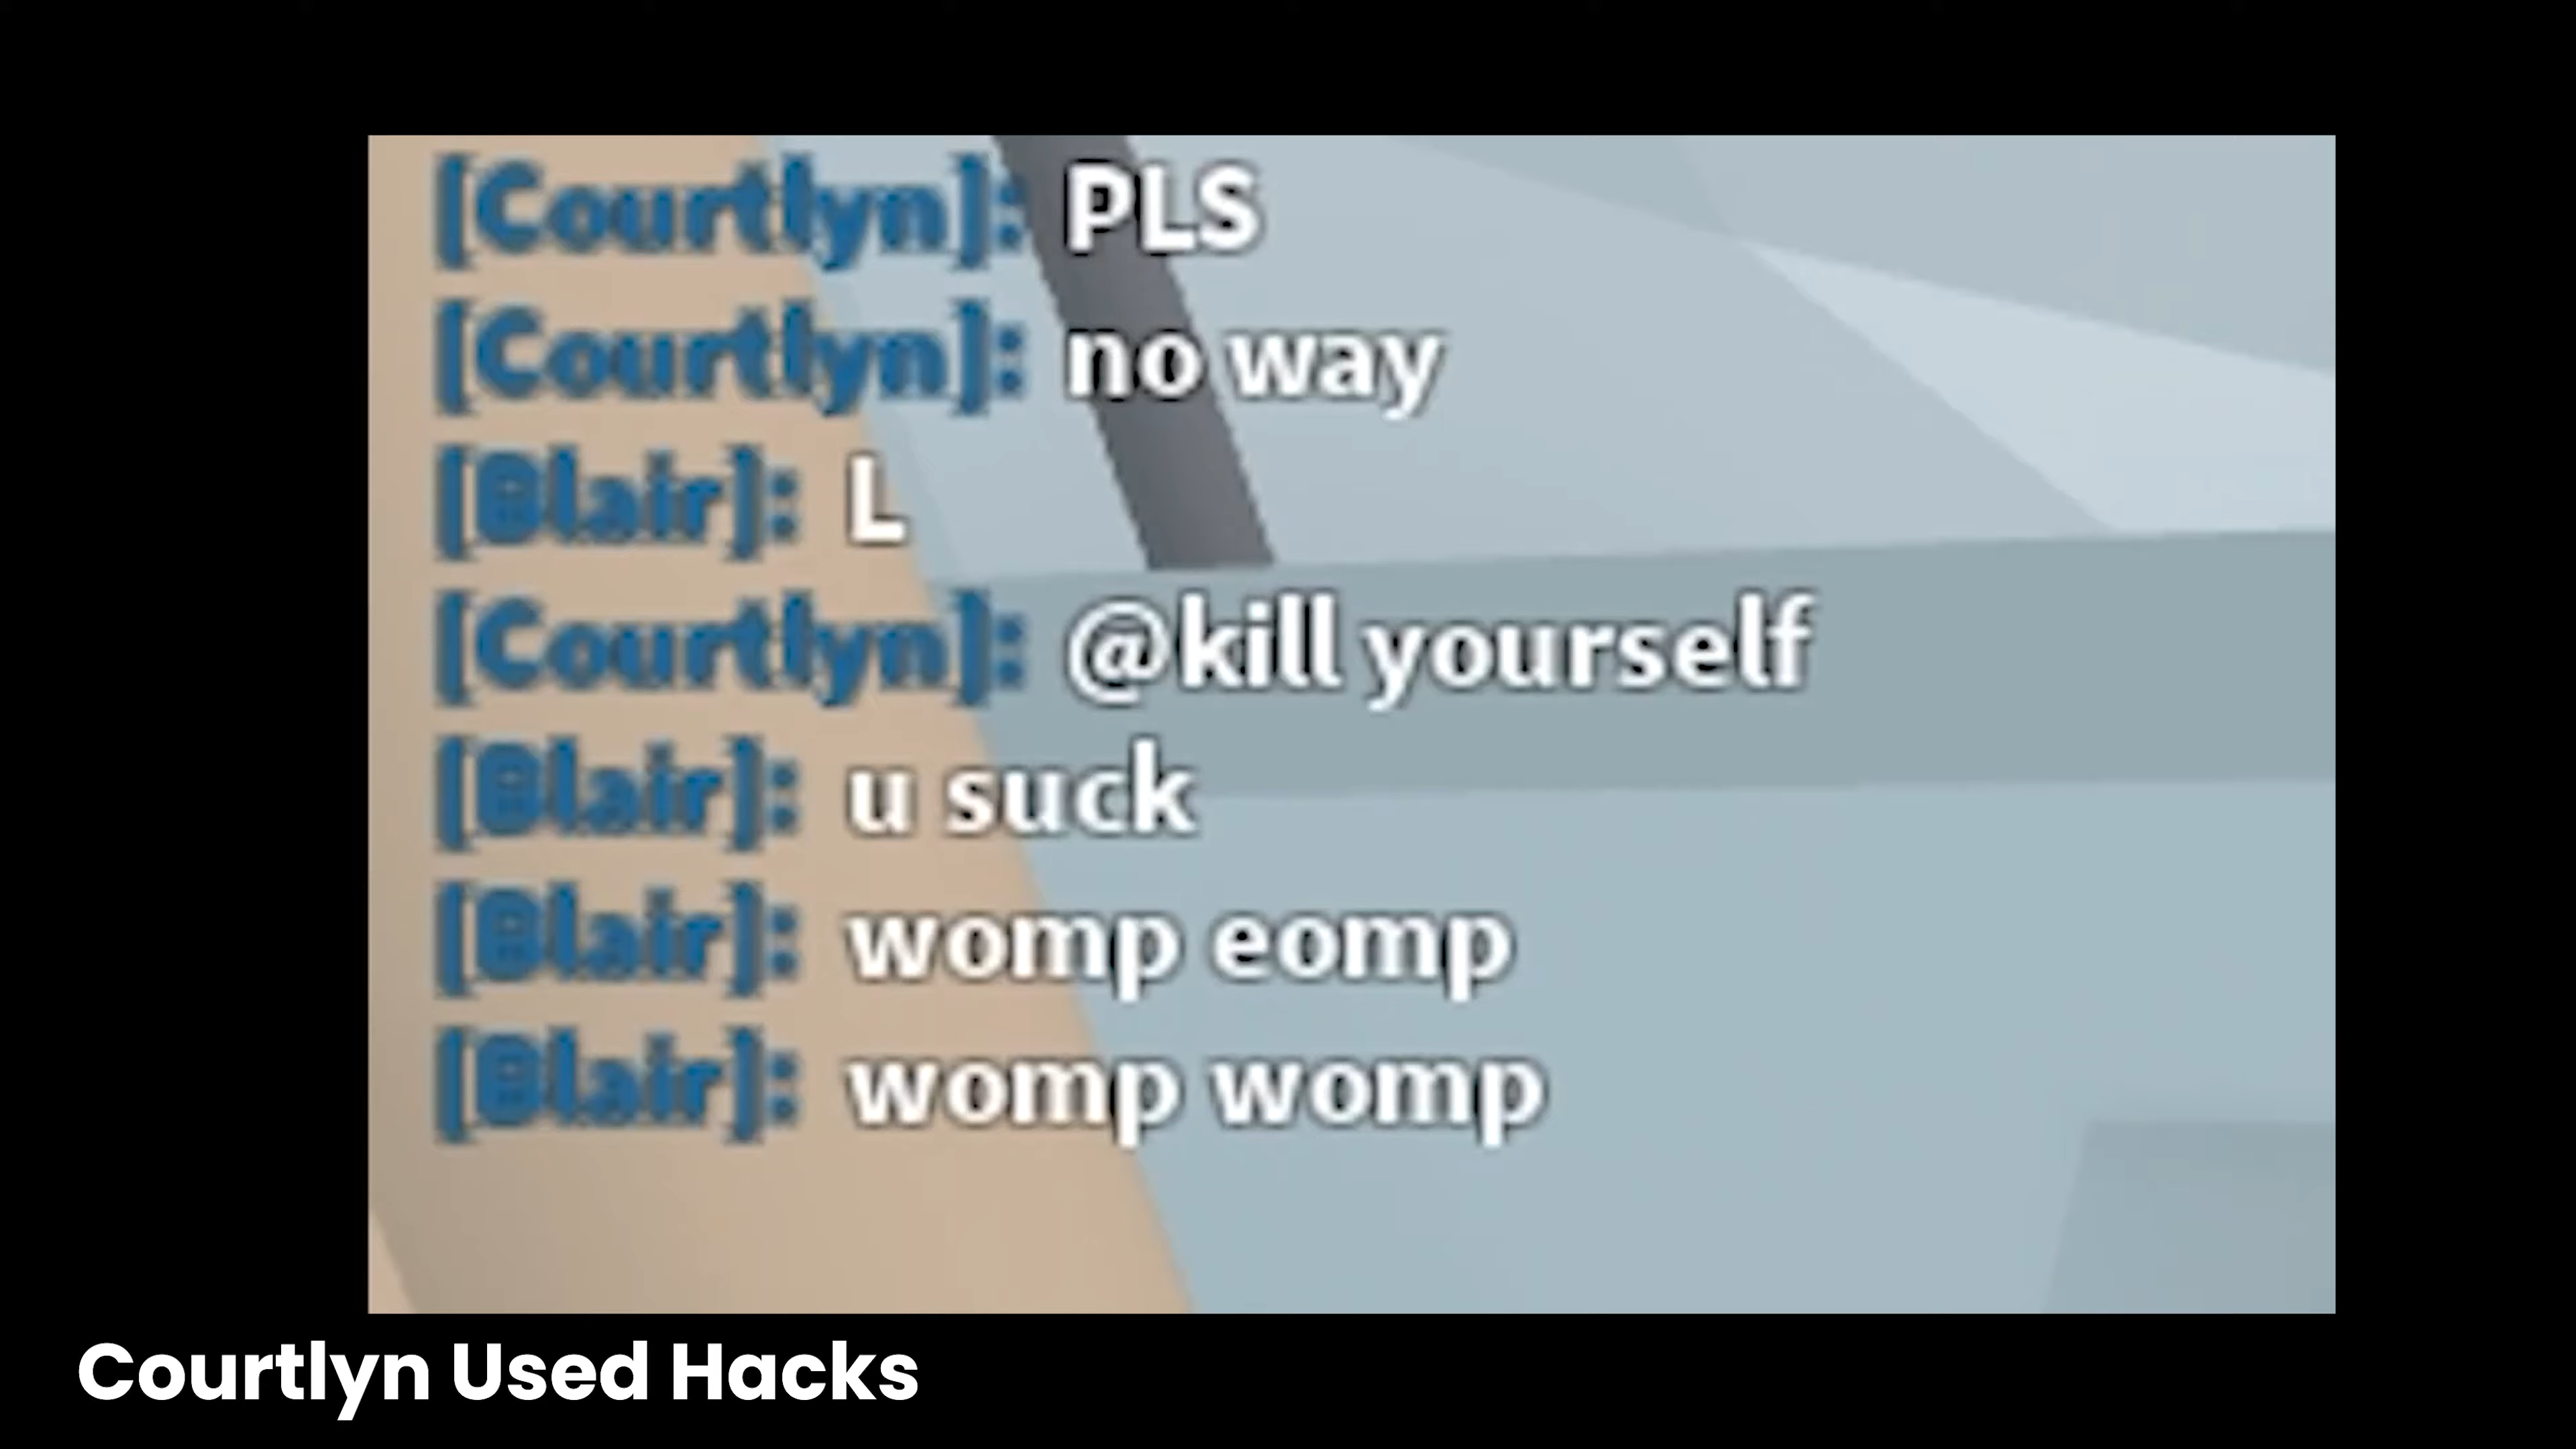 [Courtlyn]: PLS
[Courtlyn]: no way
[Blair]: L
[Courtlyn]: @kill yourself
[Blair]: u suck
[Blair]: womp eomp
[Blair]: womp womp
Courtlyn Used Hacks